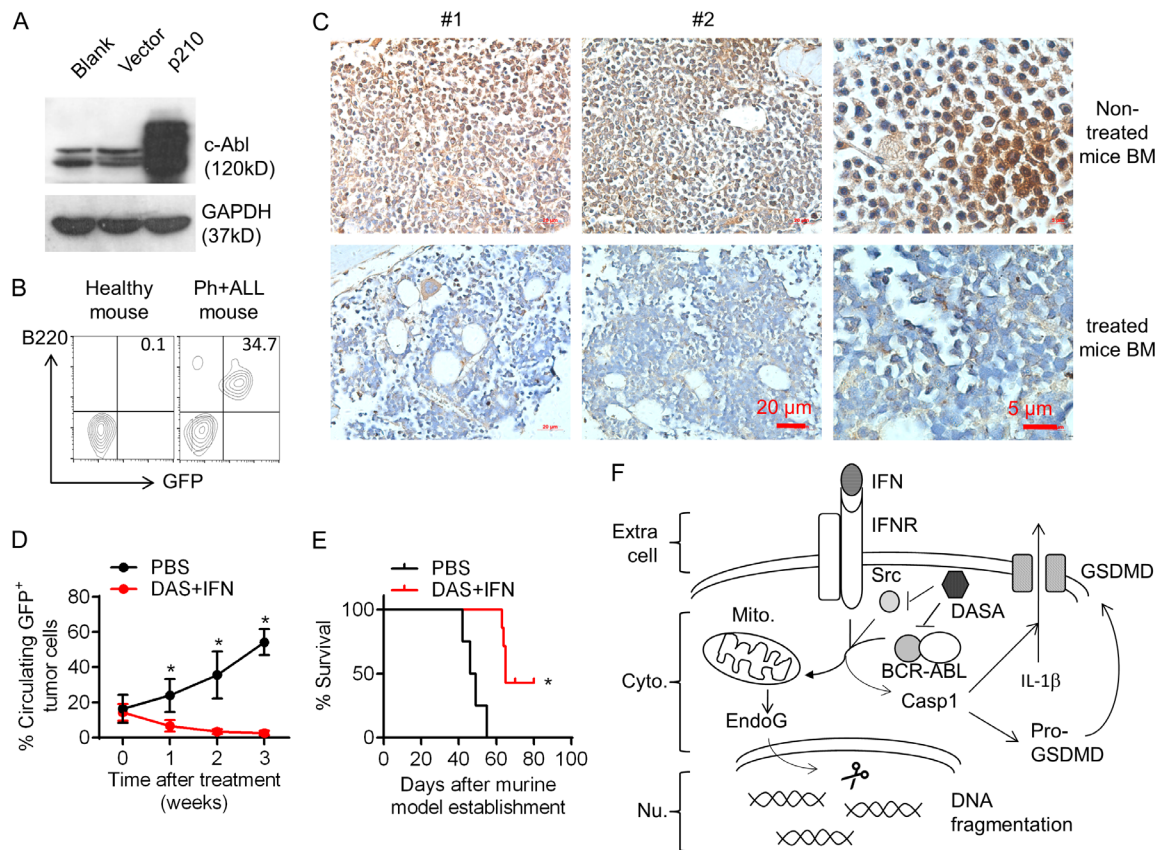 A
Blank
Vector
p210
c-Abl
(120kD)
GAPDH
(37kD)
B
Healthy
mouse
Ph+ALL
mouse
B220
0.1
34.7
GFP
C
#1
#2
Non-
treated
mice BM
treated
mice BM
20 μm
20 μm
5 μm
D
PBS
DAS+IFN
% Circulating GFP+
tumor cells
80
60
40
20
0
* * *
0 1 2 3
Time after treatment
(weeks)
E
PBS
DAS+IFN
% Survival
100
50
0
*
0 20 40 60 80 100
Days after murine
model establishment
F
IFN
IFNR
Extra
cell
GSDMD
Src
DASA
Mito.
BCR-ABL
Cyto.
Casp1
IL-1β
EndoG
Pro-
GSDMD
Nu.
DNA
fragmentation